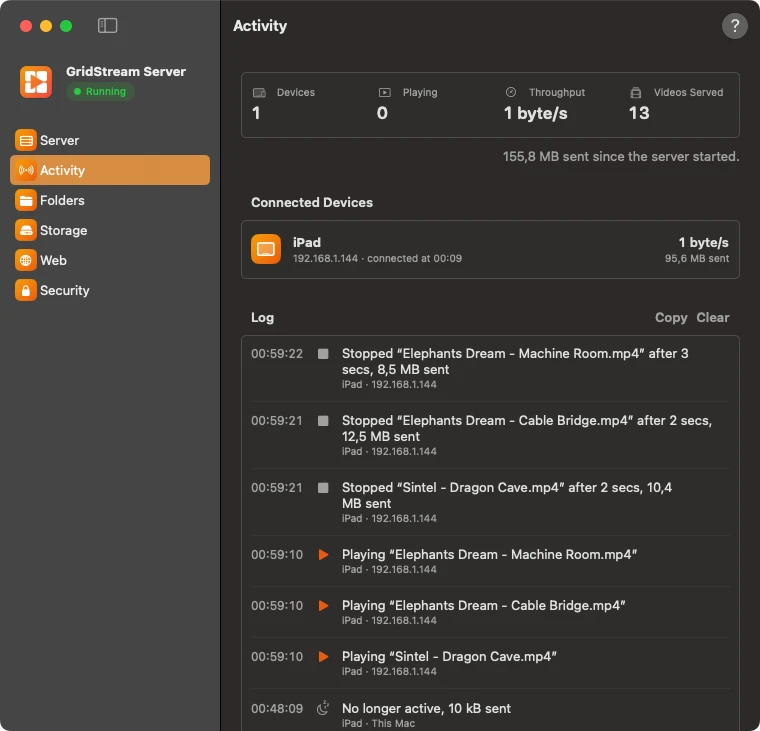 Activity
?
GridStream Server
Running
Server
Activity
Folders
Storage
Web
Security
Devices
1
Playing
0
Throughput
1 byte/s
Videos Served
13
155,8 MB sent since the server started.
Connected Devices
iPad
192.168.1.144 · connected at 00:09
1 byte/s
95,6 MB sent
Log
Copy Clear
00:59:22
Stopped “Elephants Dream - Machine Room.mp4” after 3
secs, 8,5 MB sent
iPad · 192.168.1.144
00:59:21
Stopped “Elephants Dream - Cable Bridge.mp4” after 2 secs,
12,5 MB sent
iPad · 192.168.1.144
00:59:21
Stopped “Sintel - Dragon Cave.mp4” after 2 secs, 10,4
MB sent
iPad · 192.168.1.144
00:59:10
Playing “Elephants Dream - Machine Room.mp4”
iPad · 192.168.1.144
00:59:10
Playing “Elephants Dream - Cable Bridge.mp4”
iPad · 192.168.1.144
00:59:10
Playing “Sintel - Dragon Cave.mp4”
iPad · 192.168.1.144
00:48:09
No longer active, 10 kB sent
iPad · This Mac